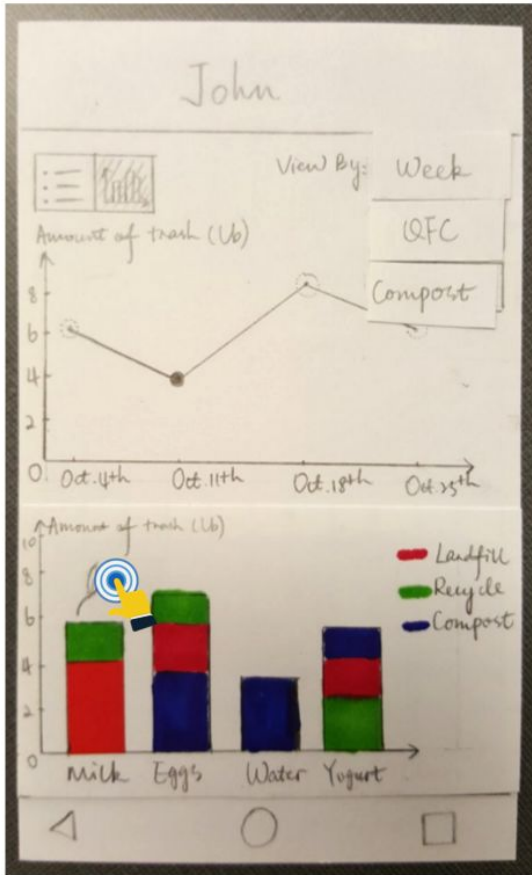 John
View By:
Week
QFC
Compost
Amount of trash (Ub)
8
6
4
2
0
Oct.4th Oct.11th Oct.18th Oct.25th
Amount of trash (Ub)
10
8
6
4
2
0
Landfill
Recycle
Compost
Milk Eggs Water Yogurt